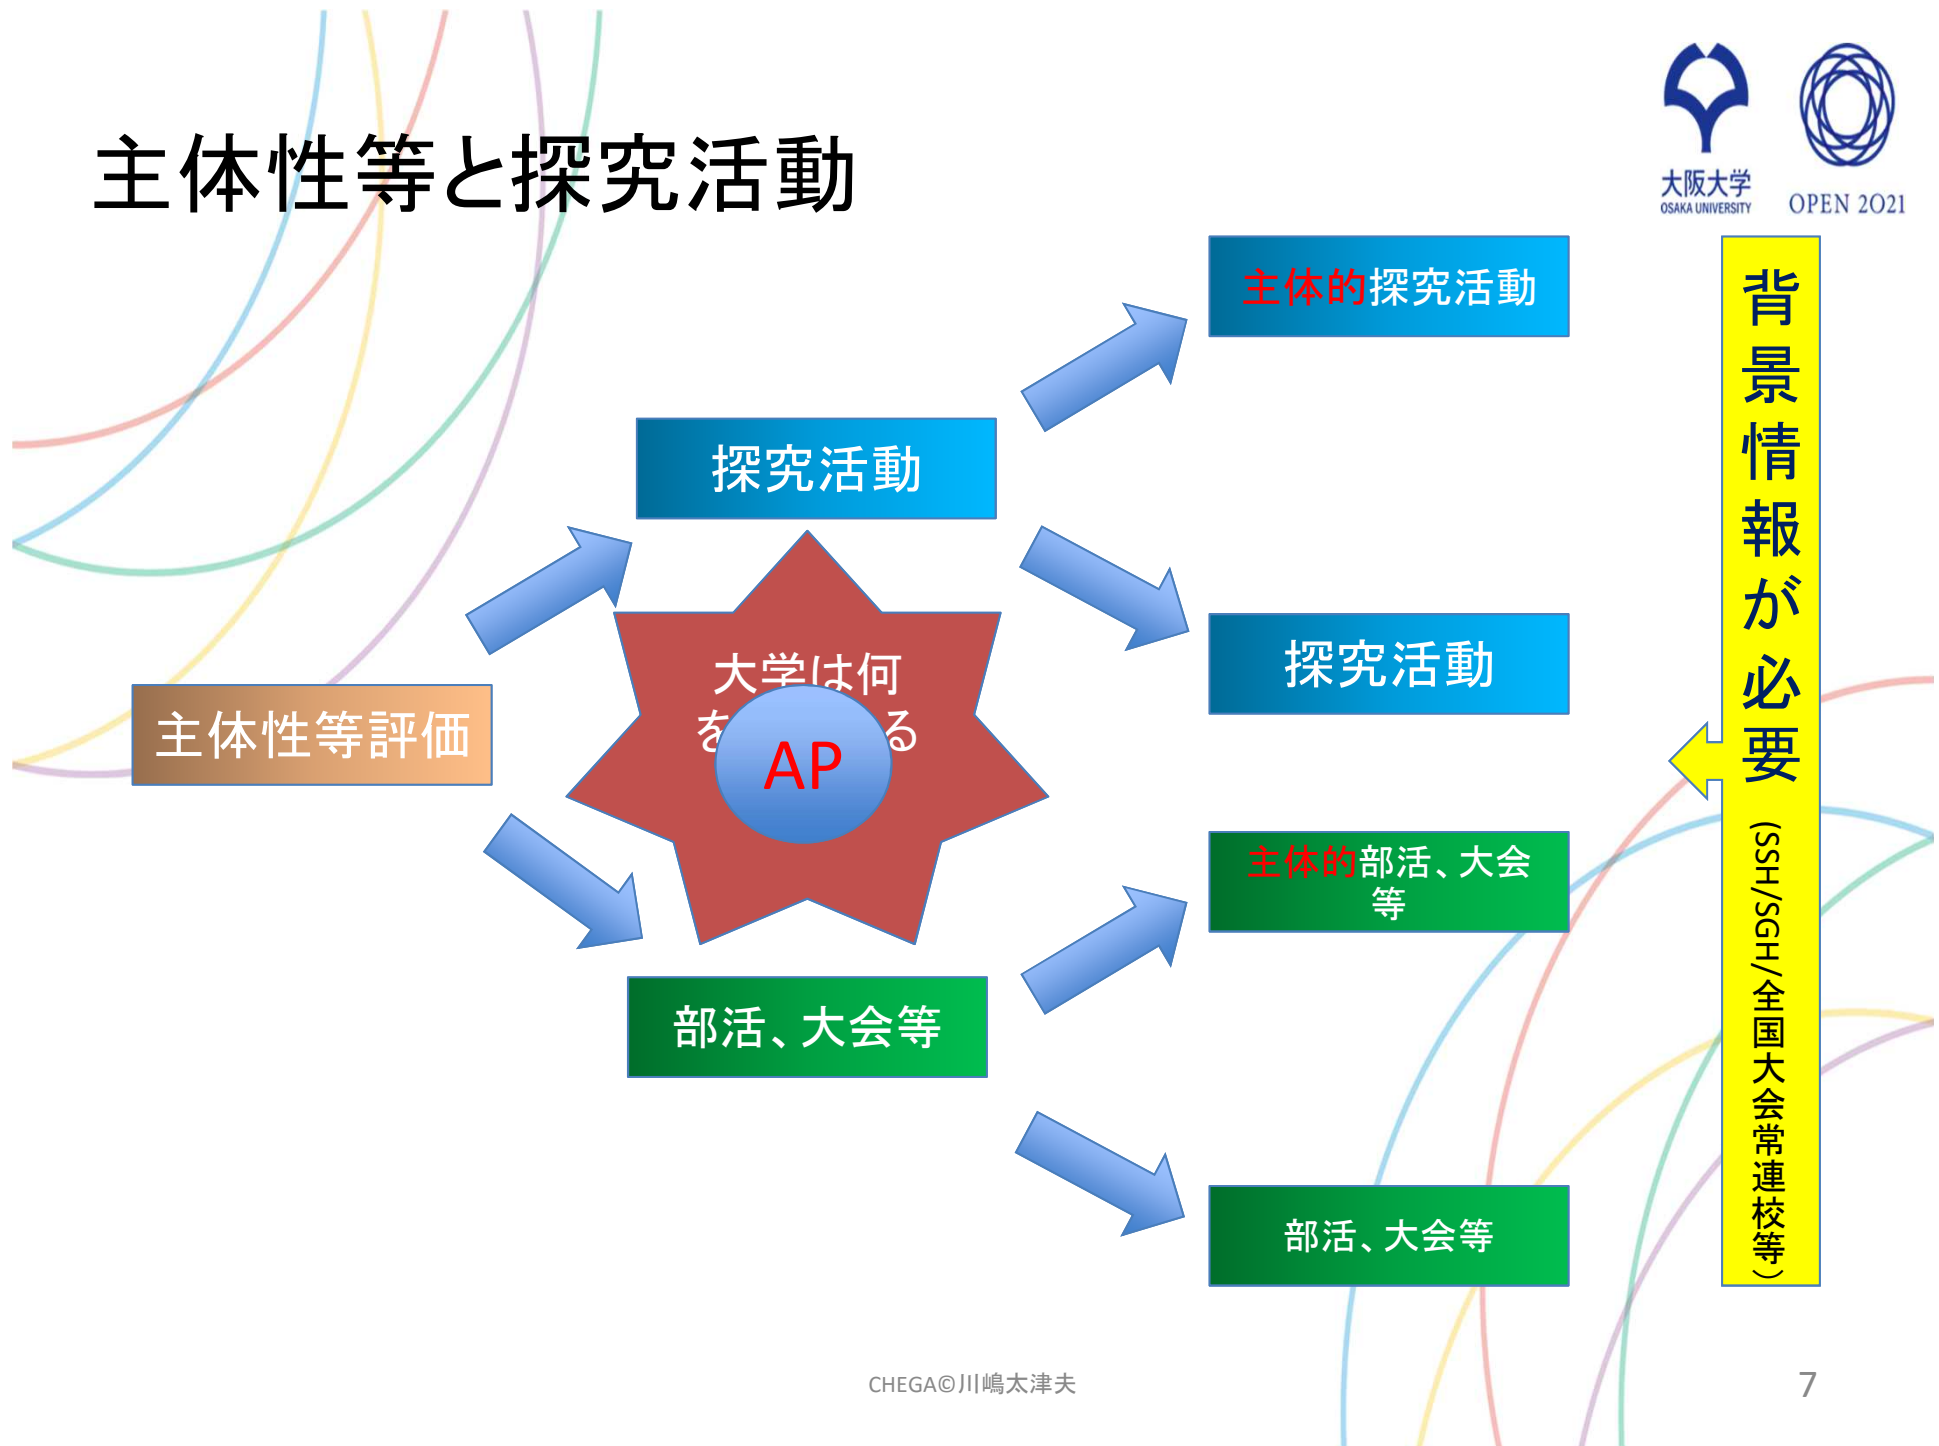 主体性等と探究活動
大阪大学
OSAKA UNIVERSITY
OPEN 2O21
主体性等評価
探究活動
大学は何
を
る
AP
部活、大会等
主体的探究活動
探究活動
主体的部活、大会
等
部活、大会等
背景情報が必要(SSH/SGH/全国大会常連校等)
CHEGA©川嶋太津夫
7